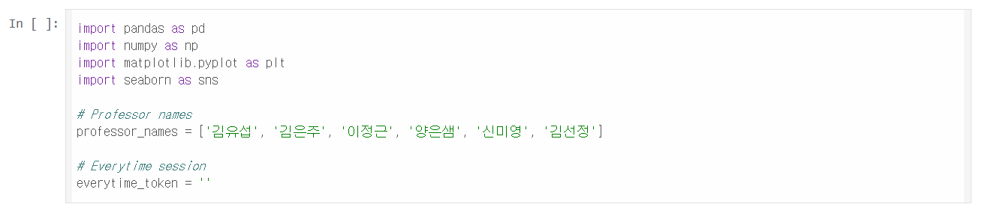 In [ ]:
import pandas as pd
import numpy as np
import matplotlib.pyplot as plt
import seaborn as sns
# Professor names
professor_names = ['김유섭', '김은주', '이정근', '양은샘', '신미영', '김선정']
# Everytime session
everytime_token = ''